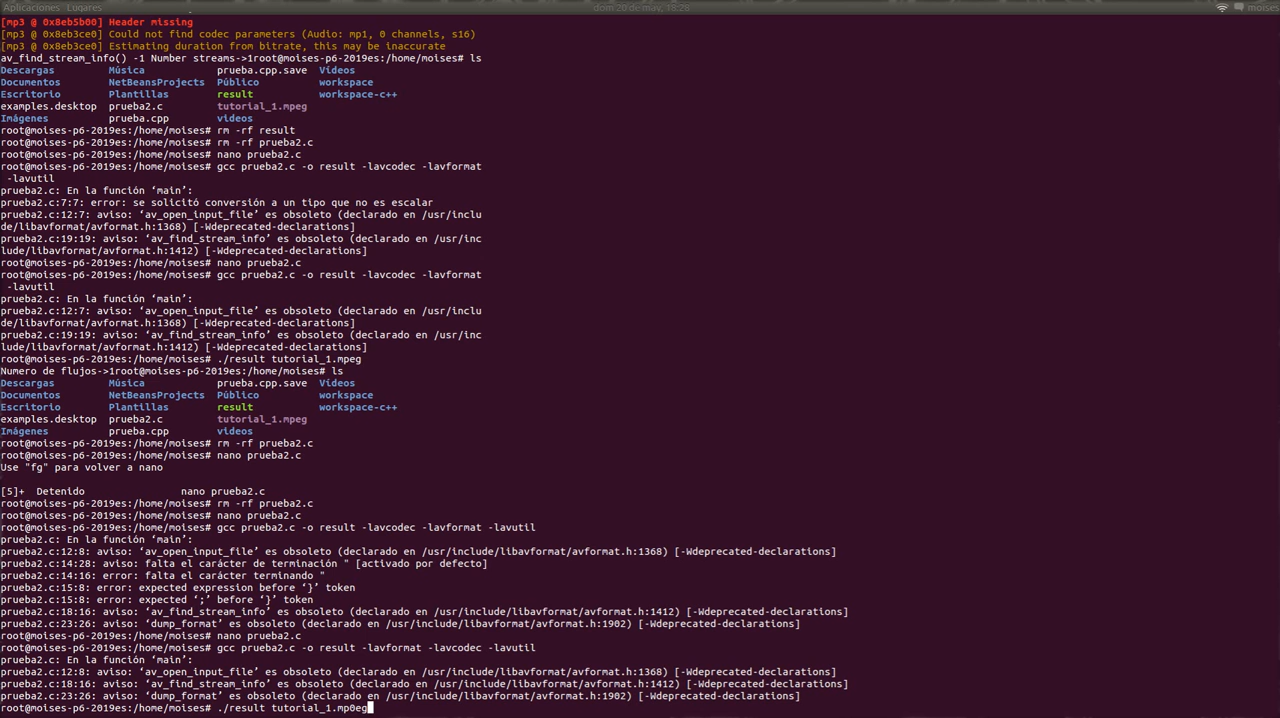 Aplicaciones Lugares dom 20 de may, 18:28 moises
[mp3 @ 0x8eb5b00] Header missing
[mp3 @ 0x8eb3ce0] Could not find codec parameters (Audio: mp1, 0 channels, s16)
[mp3 @ 0x8eb3ce0] Estimating duration from bitrate, this may be inaccurate
av_find_stream_info() -1 Number streams->1root@moises-p6-2019es:/home/moises# ls
Descargas Música prueba.cpp.save Vídeos
Documentos NetBeansProjects Público workspace
Escritorio Plantillas result workspace-c++
examples.desktop prueba2.c tutorial_1.mpeg
Imágenes prueba.cpp videos
root@moises-p6-2019es:/home/moises# rm -rf result
root@moises-p6-2019es:/home/moises# rm -rf prueba2.c
root@moises-p6-2019es:/home/moises# nano prueba2.c
root@moises-p6-2019es:/home/moises# gcc prueba2.c -o result -lavcodec -lavformat
-lavutil
prueba2.c: En la función ‘main’:
prueba2.c:7:7: error: se solicitó conversión a un tipo que no es escalar
prueba2.c:12:7: aviso: ‘av_open_input_file’ es obsoleto (declarado en /usr/inclu
de/libavformat/avformat.h:1368) [-Wdeprecated-declarations]
prueba2.c:19:19: aviso: ‘av_find_stream_info’ es obsoleto (declarado en /usr/inc
lude/libavformat/avformat.h:1412) [-Wdeprecated-declarations]
root@moises-p6-2019es:/home/moises# nano prueba2.c
root@moises-p6-2019es:/home/moises# gcc prueba2.c -o result -lavcodec -lavformat
-lavutil
prueba2.c: En la función ‘main’:
prueba2.c:12:7: aviso: ‘av_open_input_file’ es obsoleto (declarado en /usr/inclu
de/libavformat/avformat.h:1368) [-Wdeprecated-declarations]
prueba2.c:19:19: aviso: ‘av_find_stream_info’ es obsoleto (declarado en /usr/inc
lude/libavformat/avformat.h:1412) [-Wdeprecated-declarations]
root@moises-p6-2019es:/home/moises# ./result tutorial_1.mpeg
Numero de flujos->1root@moises-p6-2019es:/home/moises# ls
Descargas Música prueba.cpp.save Vídeos
Documentos NetBeansProjects Público workspace
Escritorio Plantillas result workspace-c++
examples.desktop prueba2.c tutorial_1.mpeg
Imágenes prueba.cpp videos
root@moises-p6-2019es:/home/moises# rm -rf prueba2.c
root@moises-p6-2019es:/home/moises# nano prueba2.c
Use "fg" para volver a nano
[5]+ Detenido nano prueba2.c
root@moises-p6-2019es:/home/moises# rm -rf prueba2.c
root@moises-p6-2019es:/home/moises# nano prueba2.c
root@moises-p6-2019es:/home/moises# gcc prueba2.c -o result -lavcodec -lavformat -lavutil
prueba2.c: En la función ‘main’:
prueba2.c:12:8: aviso: ‘av_open_input_file’ es obsoleto (declarado en /usr/include/libavformat/avformat.h:1368) [-Wdeprecated-declarations]
prueba2.c:14:28: aviso: falta el carácter de terminación " [activado por defecto]
prueba2.c:14:16: error: falta el carácter terminando "
prueba2.c:15:8: error: expected expression before ‘}’ token
prueba2.c:15:8: error: expected ‘;’ before ‘}’ token
prueba2.c:18:16: aviso: ‘av_find_stream_info’ es obsoleto (declarado en /usr/include/libavformat/avformat.h:1412) [-Wdeprecated-declarations]
prueba2.c:23:26: aviso: ‘dump_format’ es obsoleto (declarado en /usr/include/libavformat/avformat.h:1902) [-Wdeprecated-declarations]
root@moises-p6-2019es:/home/moises# nano prueba2.c
root@moises-p6-2019es:/home/moises# gcc prueba2.c -o result -lavformat -lavcodec -lavutil
prueba2.c: En la función ‘main’:
prueba2.c:12:8: aviso: ‘av_open_input_file’ es obsoleto (declarado en /usr/include/libavformat/avformat.h:1368) [-Wdeprecated-declarations]
prueba2.c:18:16: aviso: ‘av_find_stream_info’ es obsoleto (declarado en /usr/include/libavformat/avformat.h:1412) [-Wdeprecated-declarations]
prueba2.c:23:26: aviso: ‘dump_format’ es obsoleto (declarado en /usr/include/libavformat/avformat.h:1902) [-Wdeprecated-declarations]
root@moises-p6-2019es:/home/moises# ./result tutorial_1.mp0eg